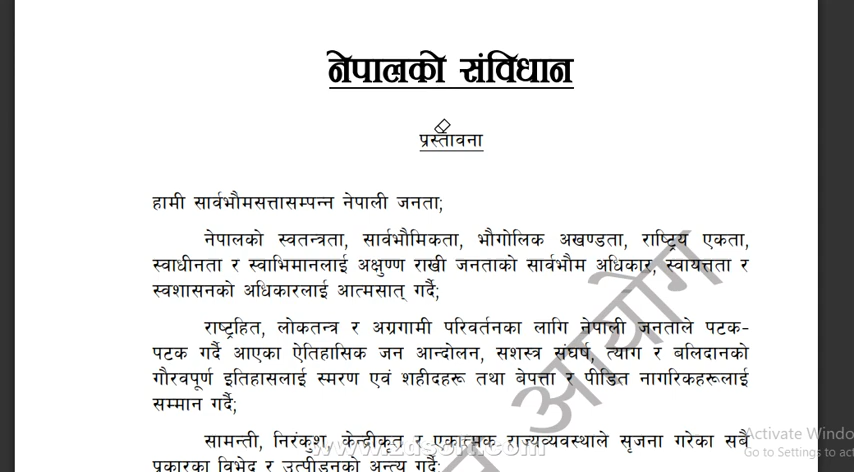 नेपालको संविधान
प्रस्तावना
हामी सार्वभौमसत्तासम्पन्न नेपाली जनता;
नेपालको स्वतन्त्रता, सार्वभौमिकता, भौगोलिक अखण्डता, राष्ट्रिय एकता,
स्वाधीनता र स्वाभिमानलाई अक्षुण्ण राखी जनताको सार्वभौम अधिकार, स्वायत्तता र
स्वशासनको अधिकारलाई आत्मसात् गर्दै;
राष्ट्रहित, लोकतन्त्र र अग्रगामी परिवर्तनका लागि नेपाली जनताले पटक-
पटक गर्दै आएका ऐतिहासिक जन आन्दोलन, सशस्त्र संघर्ष, त्याग र बलिदानको
गौरवपूर्ण इतिहासलाई स्मरण एवं शहीदहरू तथा बेपत्ता र पीडित नागरिकहरूलाई
सम्मान गर्दै;
सामन्ती, निरंकुश, केन्द्रीकृत र एकात्मक राज्यव्यवस्थाले सृजना गरेका सबै
प्रकारका विभेद र उत्पीडनको अन्त्य गर्दै;
आयोग
www.zdsoft.com
Activate Windo
Go to Settings to act